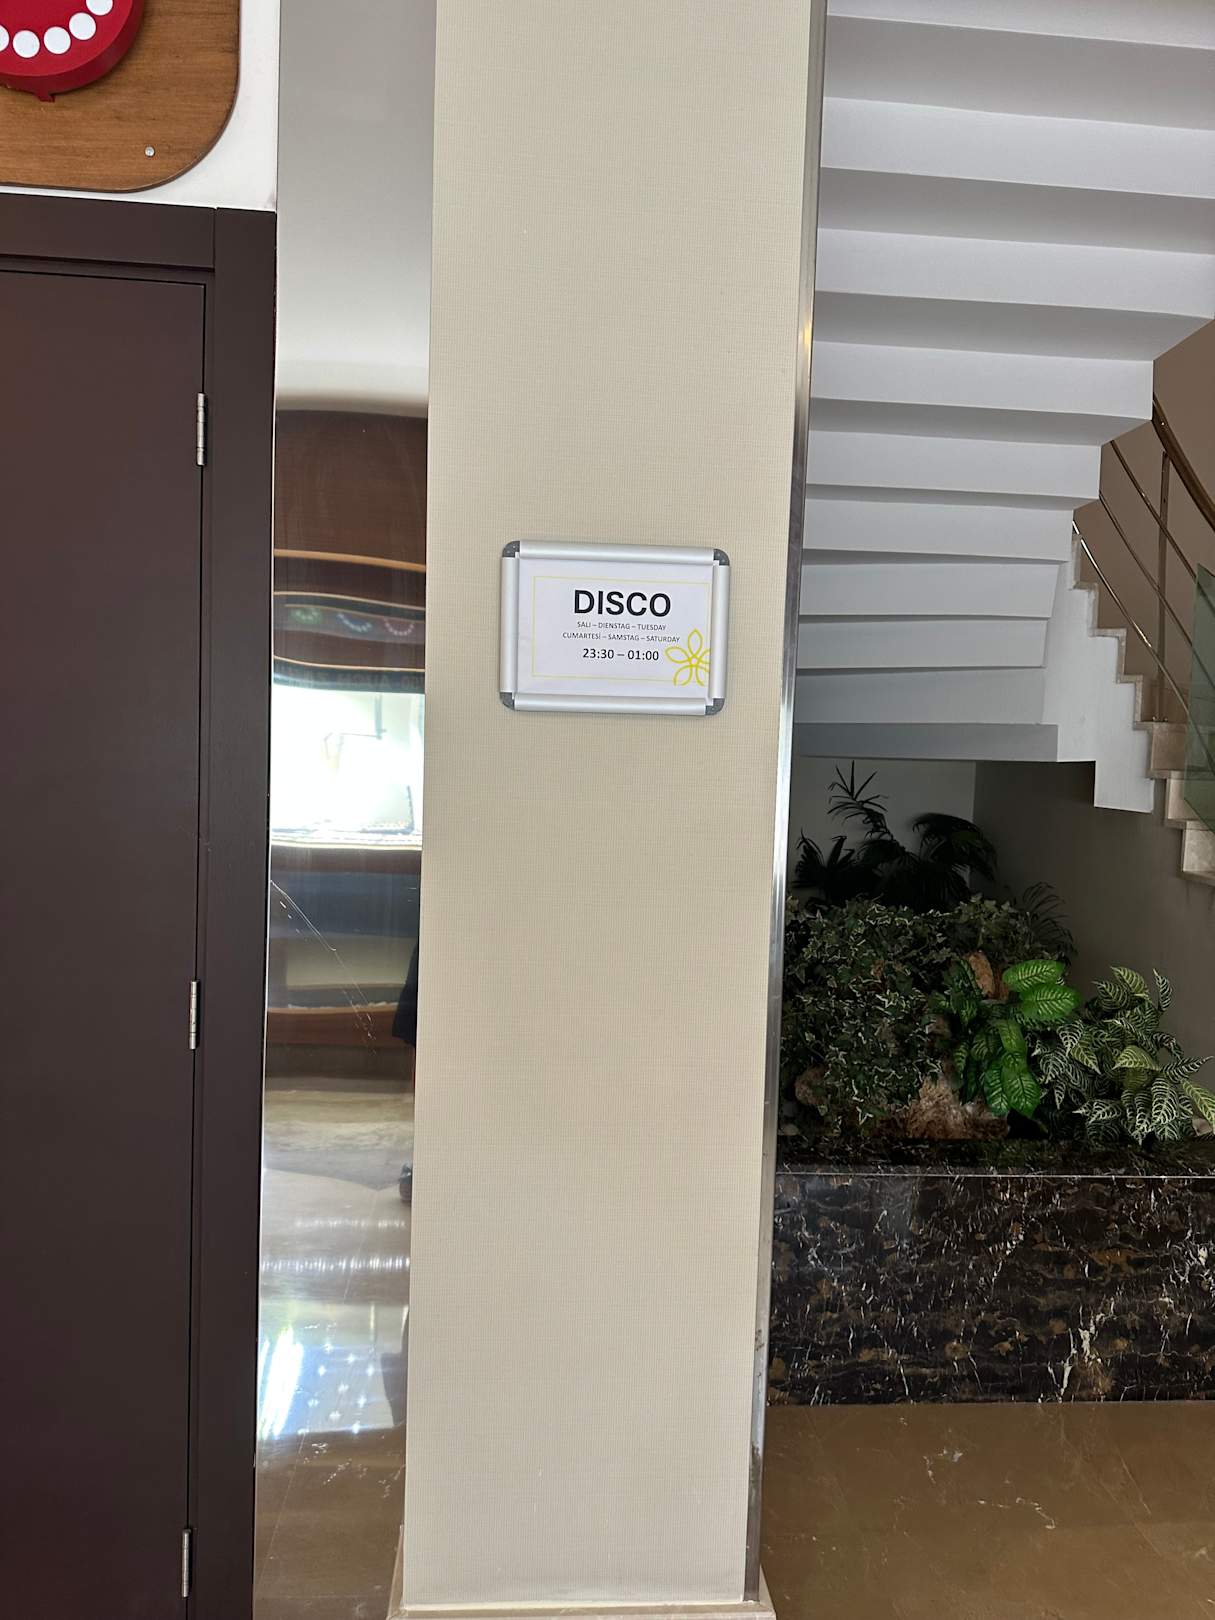 DISCO
SALI – DIENSTAG – TUESDAY
CUMARTESİ – SAMSTAG – SATURDAY
23:30 – 01:00